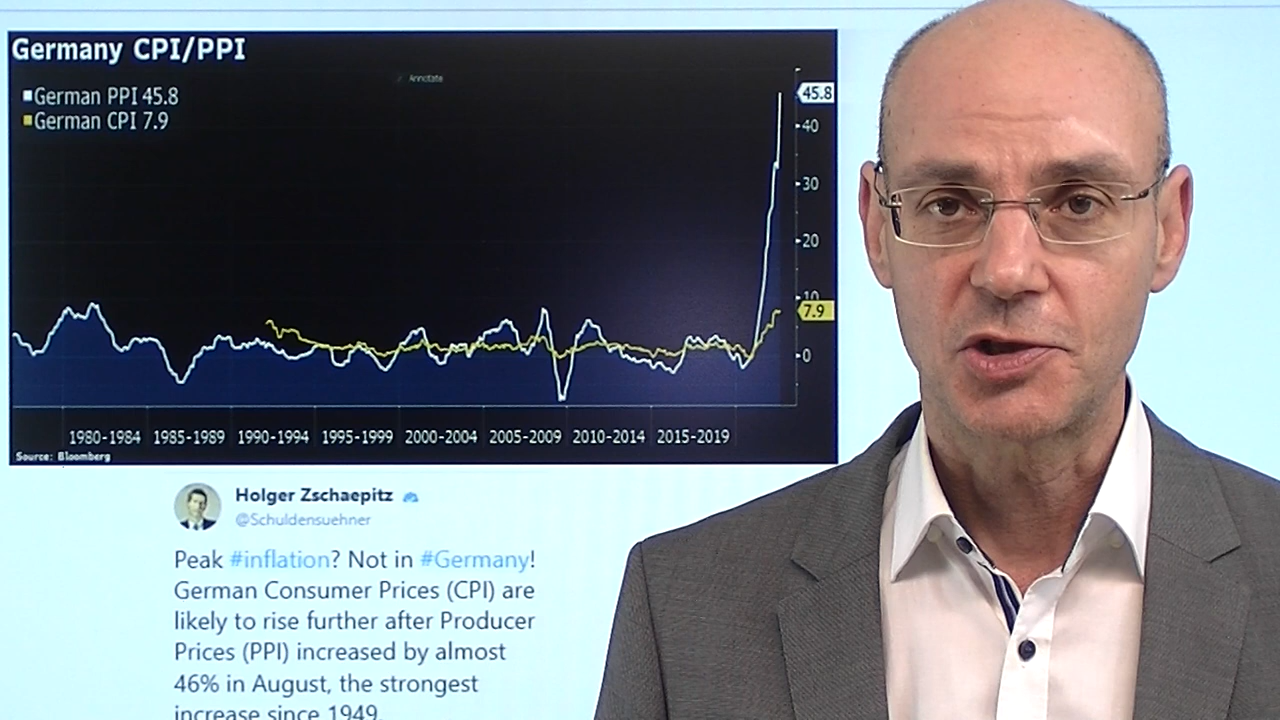 Germany CPI/PPI
Annotate
German PPI 45.8
German CPI 7.9
45.8
40
30
20
10
7.9
0
1980-1984 1985-1989 1990-1994 1995-1999 2000-2004 2005-2009 2010-2014 2015-2019
Source: Bloomberg
Holger Zschaepitz
@Schuldensuehner
Peak #inflation? Not in #Germany!
German Consumer Prices (CPI) are
likely to rise further after Producer
Prices (PPI) increased by almost
46% in August, the strongest
increase since 1949.